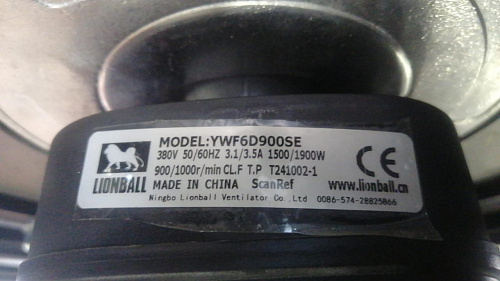 MODEL:YWF6D900SE
380V 50/60HZ 3.1/3.5A 1500/1900W
900/1000r/min CL.F T.P T241002-1
LIONBALL MADE IN CHINA ScanRef www.lionball.cn
Ningbo Lionball Ventilator Co.,Ltd 0086-574-28825866
CE